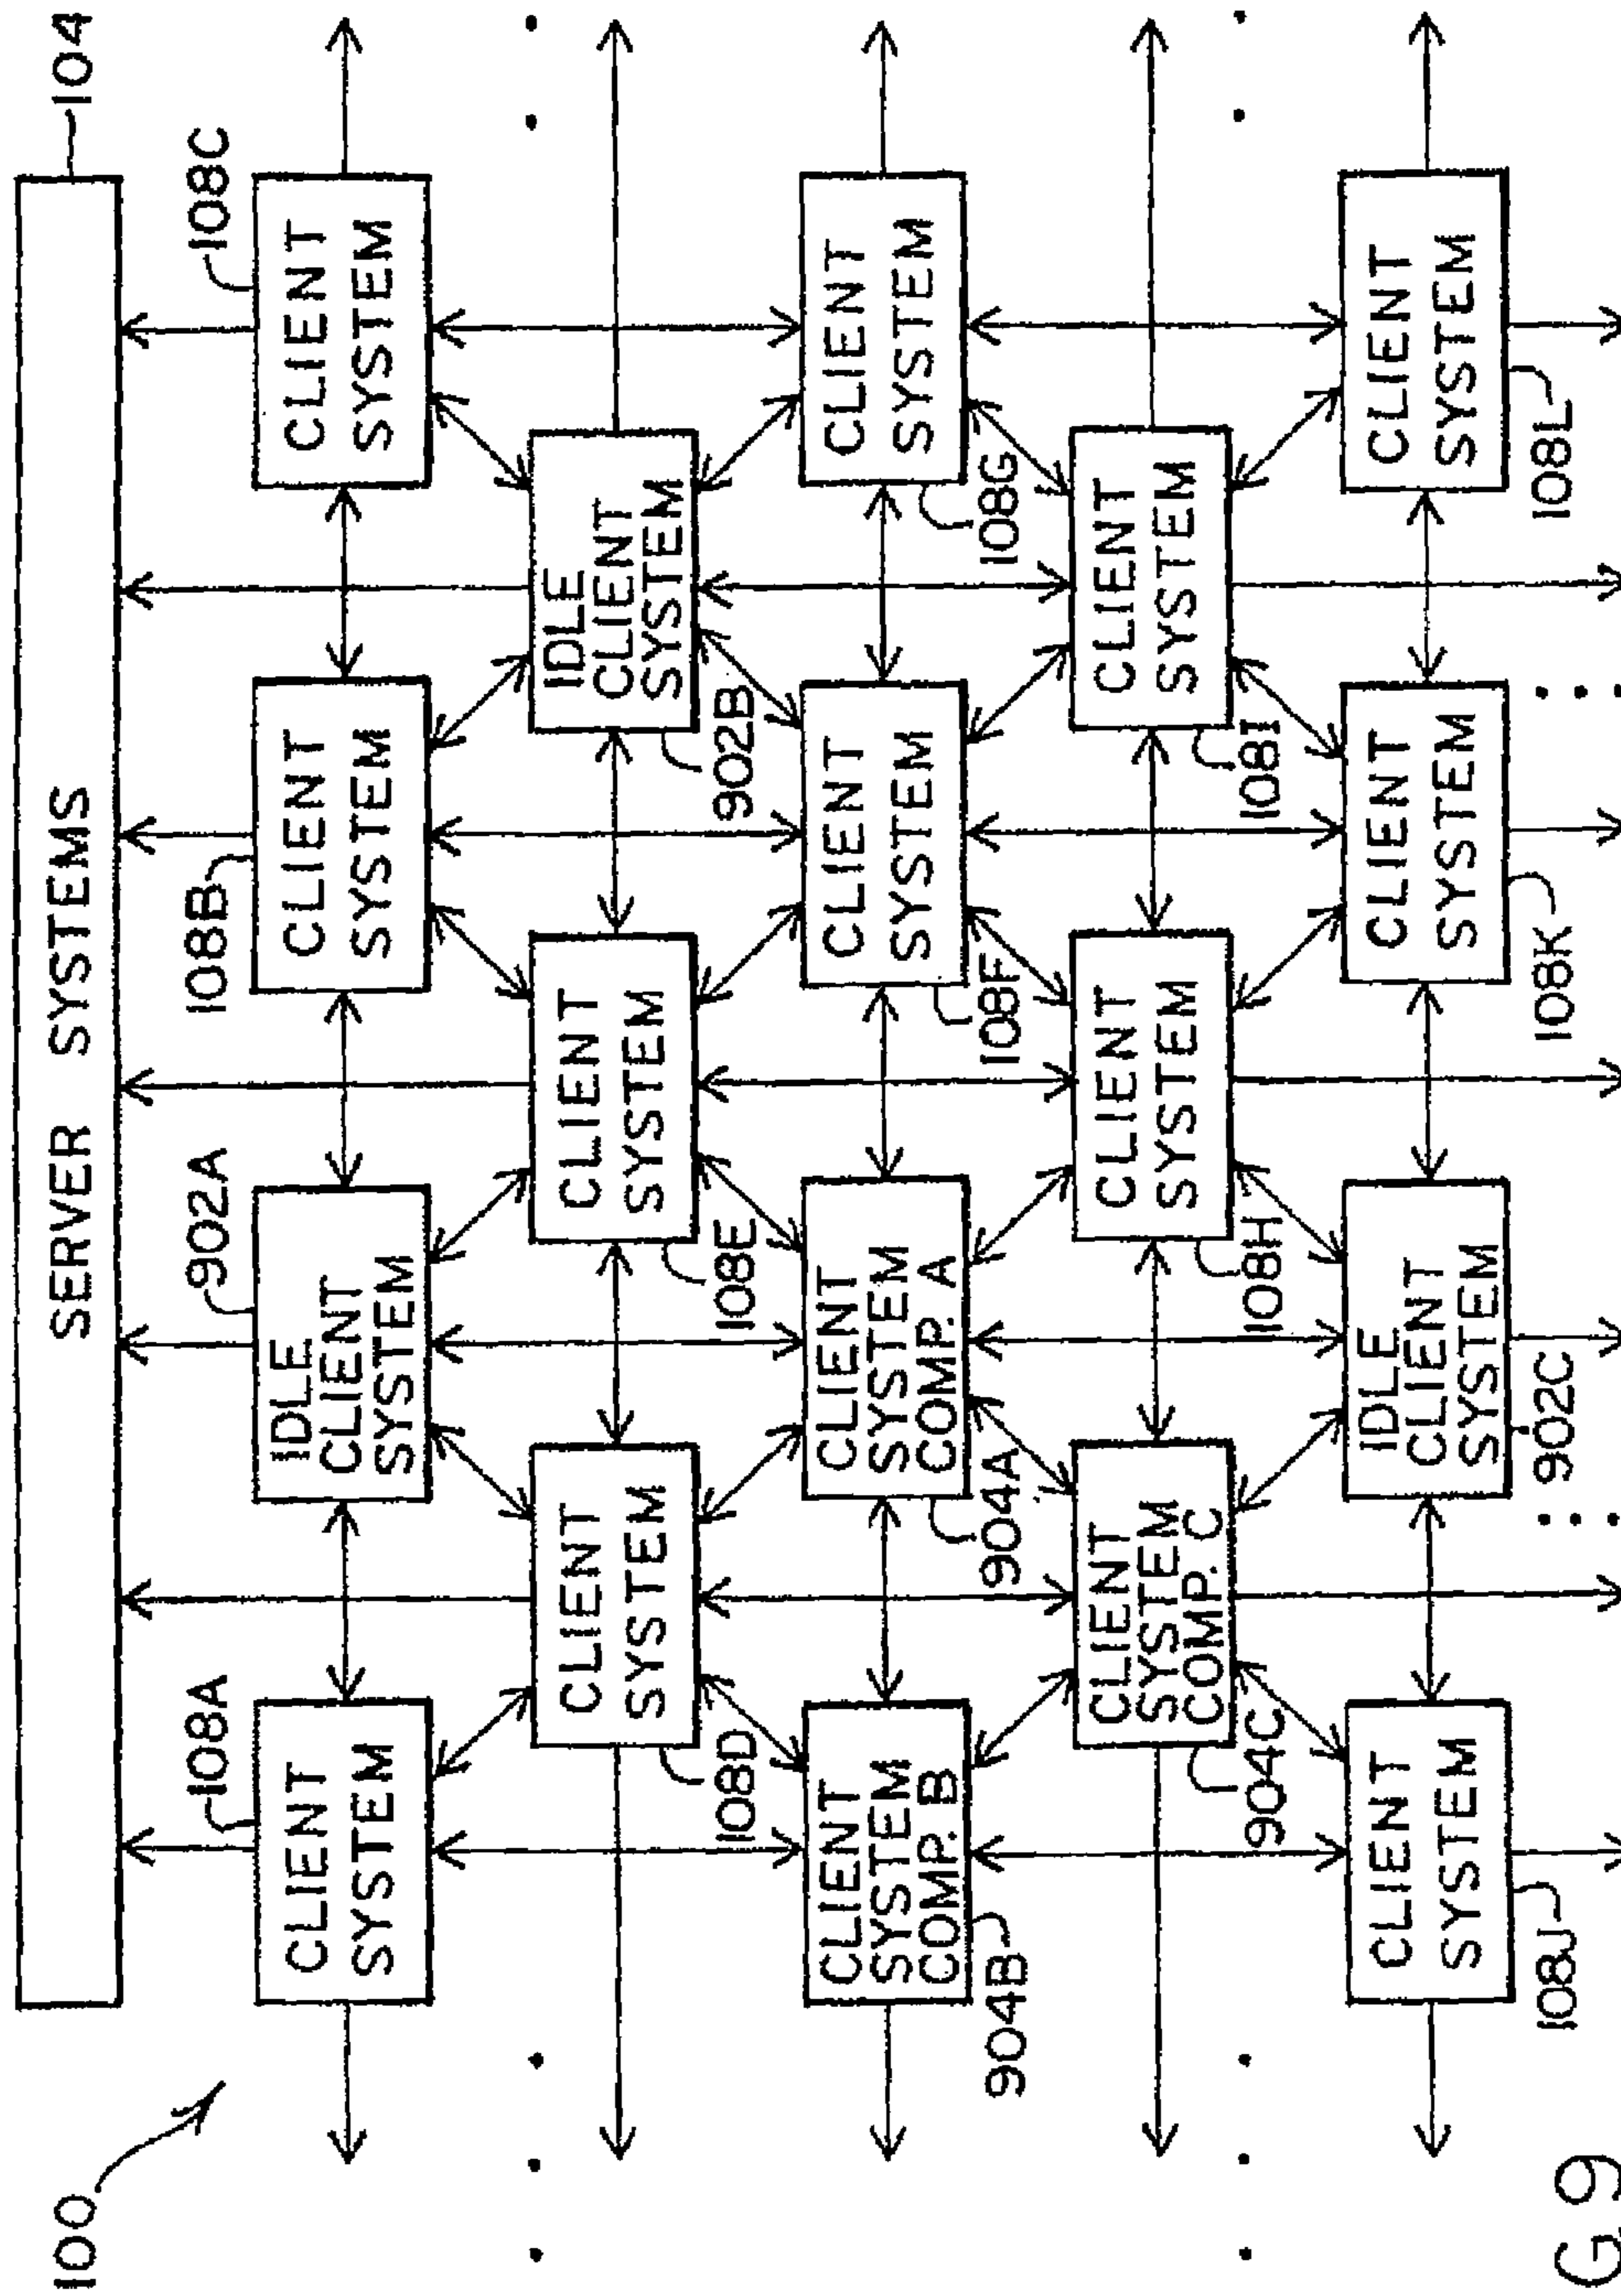 100
SERVER SYSTEMS
104
108A
902A
108B
108C
CLIENT
SYSTEM
IDLE
CLIENT
SYSTEM
CLIENT
SYSTEM
CLIENT
SYSTEM
CLIENT
SYSTEM
CLIENT
SYSTEM
IDLE
CLIENT
SYSTEM
108D
108E
902B
CLIENT
SYSTEM
COMP. B
CLIENT
SYSTEM
COMP. A
CLIENT
SYSTEM
CLIENT
SYSTEM
904B
904A
108F
108G
CLIENT
SYSTEM
COMP. C
CLIENT
SYSTEM
CLIENT
SYSTEM
904C
108H
108I
CLIENT
SYSTEM
IDLE
CLIENT
SYSTEM
CLIENT
SYSTEM
CLIENT
SYSTEM
108J
902C
108K
108L
G.9